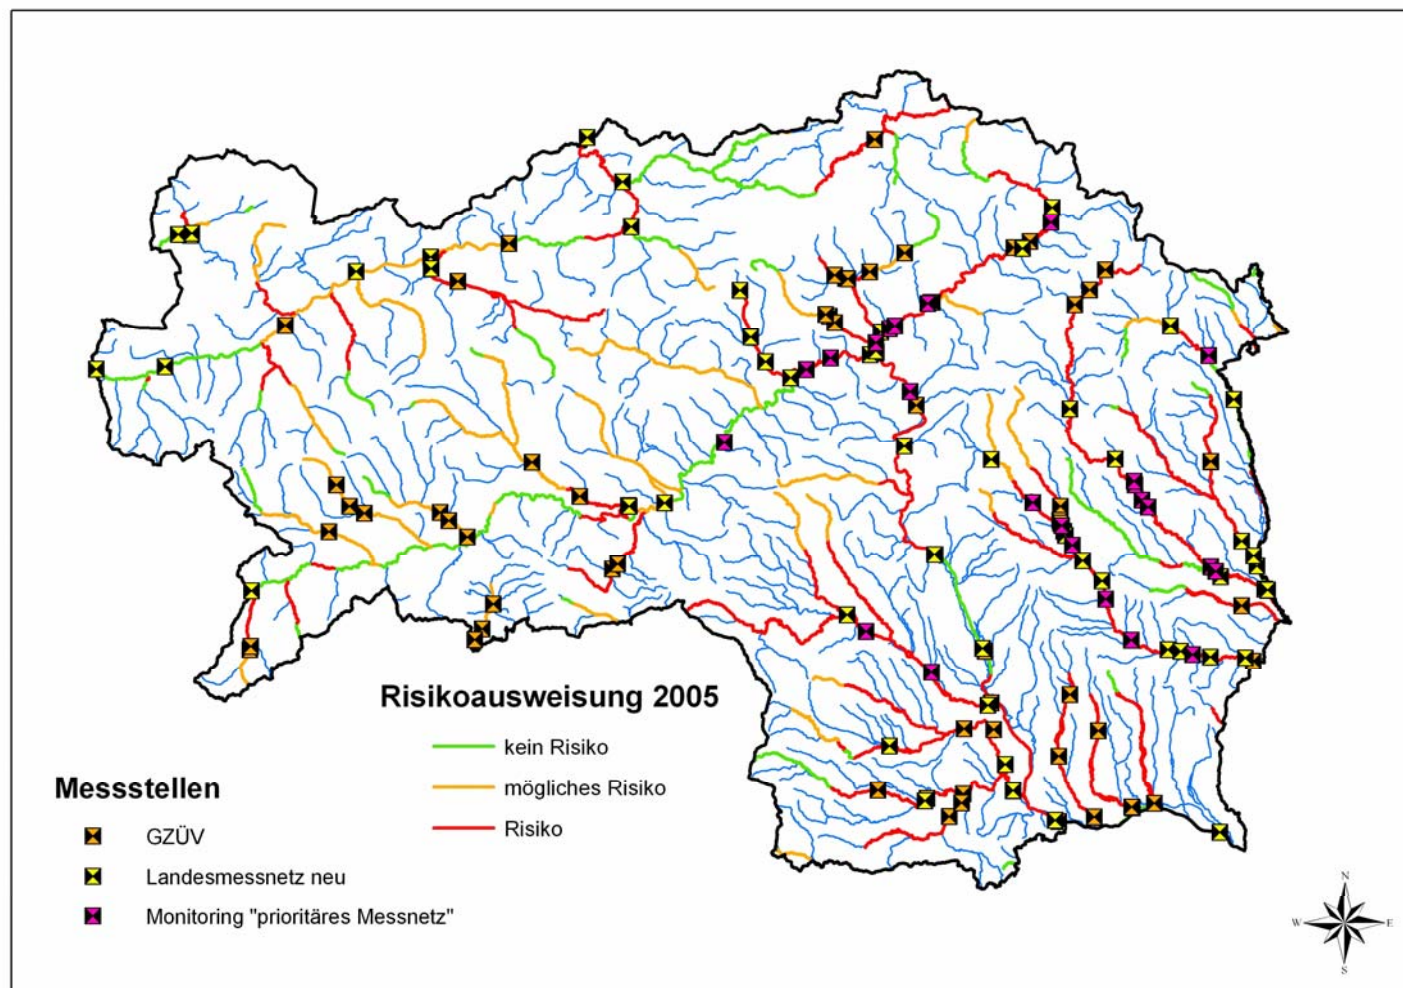 Risikoausweisung 2005
kein Risiko
mögliches Risiko
Risiko
Messstellen
GZÜV
Landesmessnetz neu
Monitoring "prioritäres Messnetz"
N
W
E
S